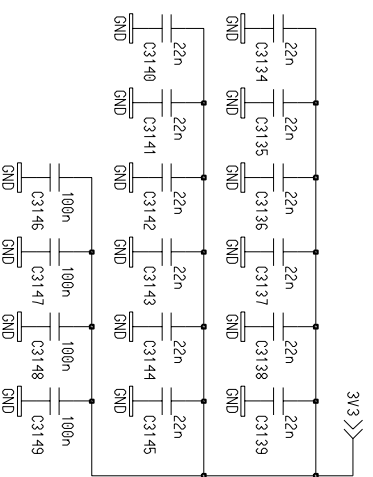 3V3
22n 22n 22n 22n 22n 22n
C3134 C3135 C3136 C3137 C3138 C3139
GND GND GND GND GND GND
22n 22n 22n 22n 22n 22n
C3140 C3141 C3142 C3143 C3144 C3145
GND GND GND GND GND GND
100n 100n 100n 100n
C3146 C3147 C3148 C3149
GND GND GND GND